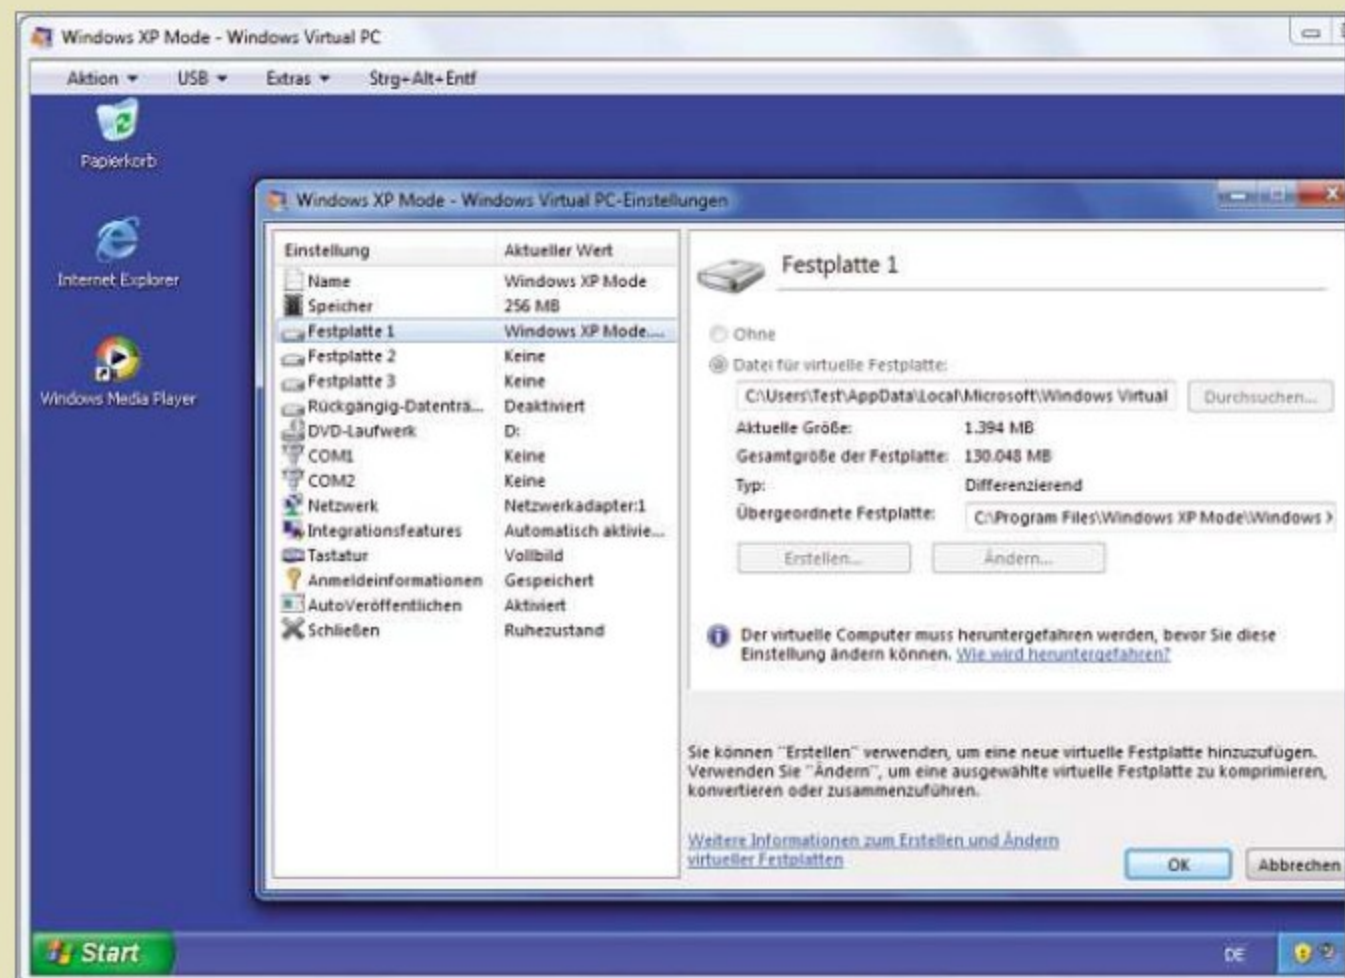 Windows XP Mode - Windows Virtual PC
Aktion USB Extras Strg+Alt+Entf
Papierkorb
Internet Explorer
Windows Media Player
Windows XP Mode - Windows Virtual PC-Einstellungen
Einstellung Aktueller Wert
Name Windows XP Mode
Speicher 256 MB
Festplatte 1 Windows XP Mode....
Festplatte 2 Keine
Festplatte 3 Keine
Rückgängig-Datenträ... Deaktiviert
DVD-Laufwerk D:
COM1 Keine
COM2 Keine
Netzwerk Netzwerkadapter:1
Integrationsfeatures Automatisch aktivie...
Tastatur Vollbild
Anmeldeinformationen Gespeichert
AutoVeröffentlichen Aktiviert
Schließen Ruhezustand
Festplatte 1
Ohne
Datei für virtuelle Festplatte:
C:\Users\Test\AppData\Local\Microsoft\Windows Virtual Durchsuchen...
Aktuelle Größe: 1.394 MB
Gesamtgröße der Festplatte: 130.048 MB
Typ: Differenzierend
Übergeordnete Festplatte: C:\Program Files\Windows XP Mode\Windows X
Erstellen... Ändern...
Der virtuelle Computer muss heruntergefahren werden, bevor Sie diese
Einstellung ändern können. Wie wird heruntergefahren?
Sie können "Erstellen" verwenden, um eine neue virtuelle Festplatte hinzuzufügen.
Verwenden Sie "Ändern", um eine ausgewählte virtuelle Festplatte zu komprimieren,
konvertieren oder zusammenzuführen.
Weitere Informationen zum Erstellen und Ändern
virtueller Festplatten
OK Abbrechen
Start DE